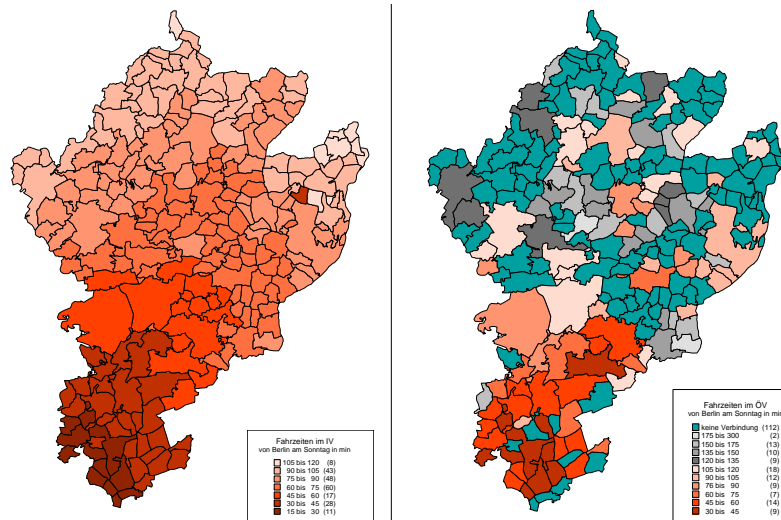 Fahrzeiten im IV
von Berlin am Sonntag in min
105 bis 120 (8)
90 bis 105 (43)
75 bis 90 (48)
60 bis 75 (60)
45 bis 60 (17)
30 bis 45 (28)
15 bis 30 (11)
Fahrzeiten im ÖV
von Berlin am Sonntag in min
keine Verbindung (112)
175 bis 300 (2)
150 bis 175 (13)
135 bis 150 (10)
120 bis 135 (9)
105 bis 120 (18)
90 bis 105 (12)
76 bis 90 (9)
60 bis 75 (7)
45 bis 60 (14)
30 bis 45 (9)